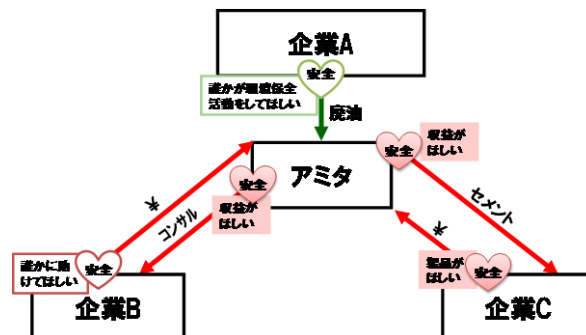 企業A
安全
誰かが環境保全
活動をしてほしい
廃油
収益が
ほしい
安全
アミタ
安全
収益が
ほしい
コンサル
セメント
誰かに助
けてほしい
安全
製品が
ほしい
安全
企業B
企業C